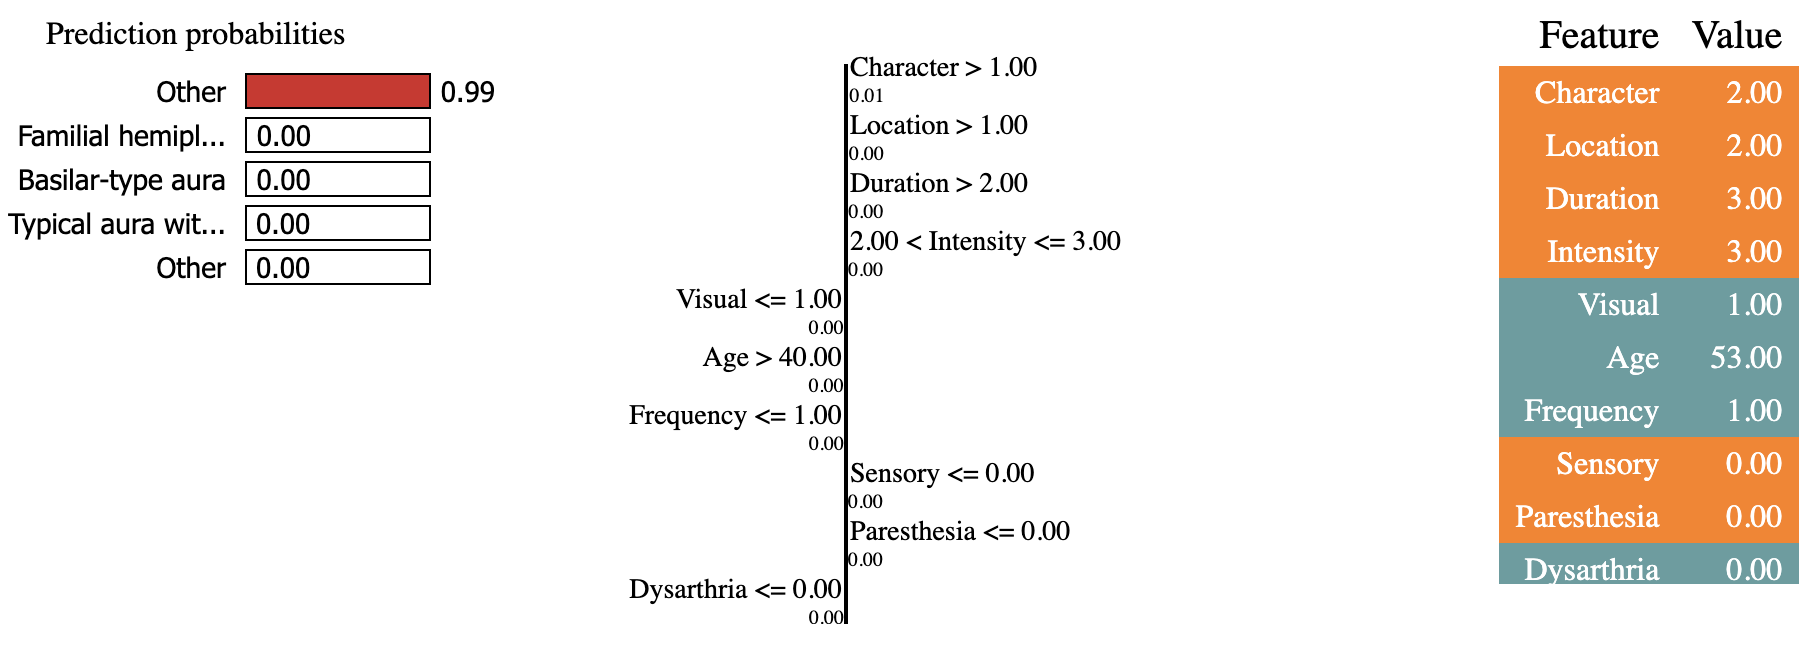 Prediction probabilities
Other 0.99
Familial hemipl... 0.00
Basilar-type aura 0.00
Typical aura wit... 0.00
Other 0.00
Character > 1.00
0.01
Location > 1.00
0.00
Duration > 2.00
0.00
2.00 < Intensity <= 3.00
0.00
Visual <= 1.00
0.00
Age > 40.00
0.00
Frequency <= 1.00
0.00
Sensory <= 0.00
0.00
Paresthesia <= 0.00
0.00
Dysarthria <= 0.00
0.00
Feature Value
Character 2.00
Location 2.00
Duration 3.00
Intensity 3.00
Visual 1.00
Age 53.00
Frequency 1.00
Sensory 0.00
Paresthesia 0.00
Dysarthria 0.00